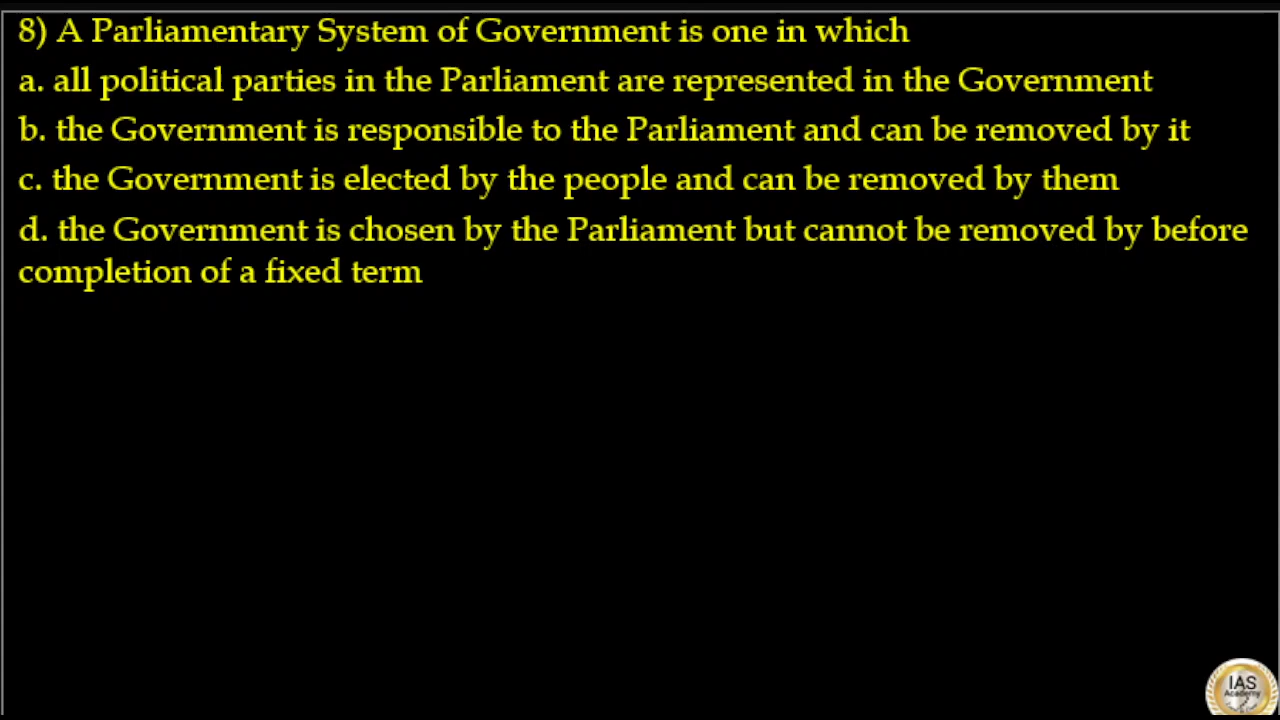 8) A Parliamentary System of Government is one in which
a. all political parties in the Parliament are represented in the Government
b. the Government is responsible to the Parliament and can be removed by it
c. the Government is elected by the people and can be removed by them
d. the Government is chosen by the Parliament but cannot be removed by before
completion of a fixed term
IAS
Academy